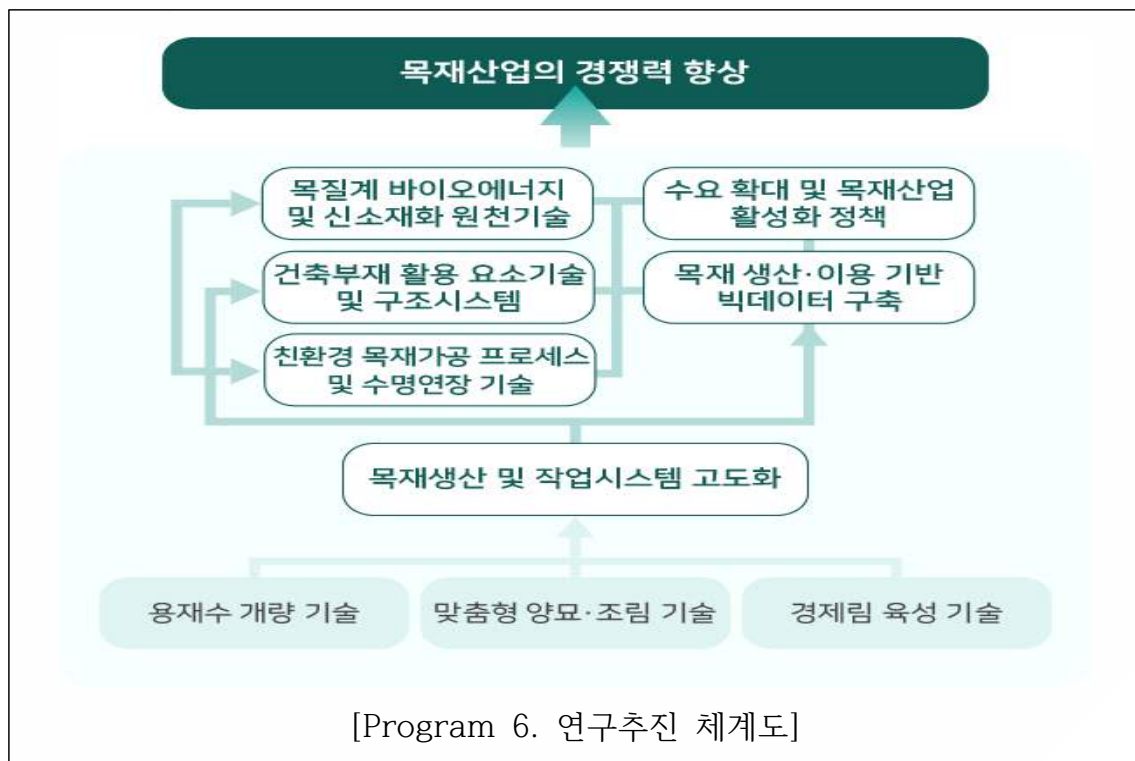 목재산업의 경쟁력 향상
목질계 바이오에너지
및 신소재화 원천기술
수요 확대 및 목재산업
활성화 정책
건축부재 활용 요소기술
및 구조시스템
목재 생산·이용 기반
빅데이터 구축
친환경 목재가공 프로세스
및 수명연장 기술
목재생산 및 작업시스템 고도화
용재수 개량 기술
맞춤형 양묘·조림 기술
경제림 육성 기술
[Program 6. 연구추진 체계도]